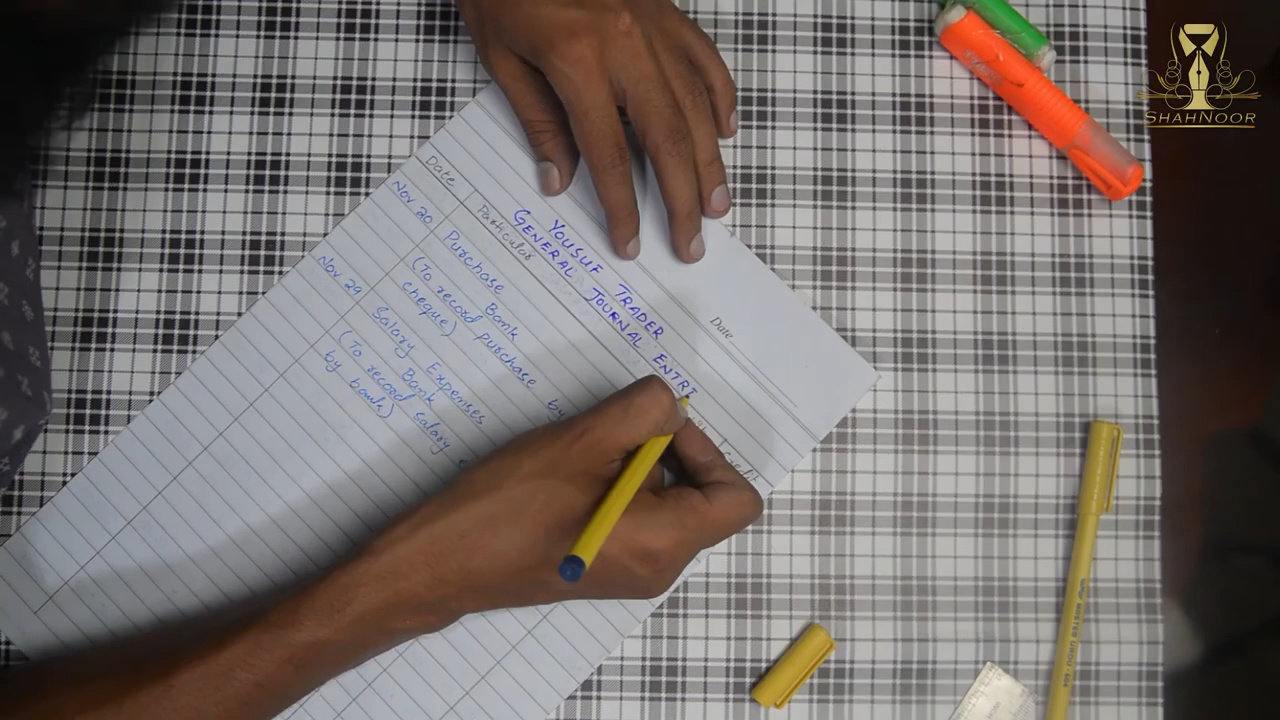 SHAHNOOR
Date
YOUSUF TRADER
GENERAL JOURNAL ENTRI
Date Particular Credit
Nov 20 Purchase
Bank
(To record purchase by
cheque)
Nov 29 Salary Expenses
Bank
(To record salary
by bank)